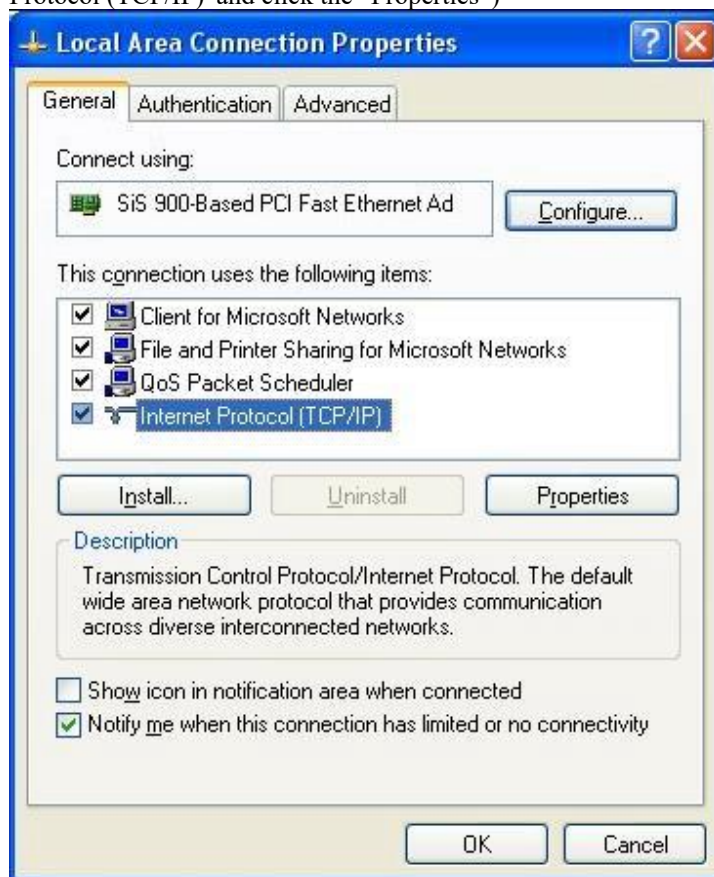 Protocol (TCP/IP)" and click the "Properties")
Local Area Connection Properties
General Authentication Advanced
Connect using:
SiS 900-Based PCI Fast Ethernet Ad
Configure...
This connection uses the following items:
Client for Microsoft Networks
File and Printer Sharing for Microsoft Networks
QoS Packet Scheduler
Internet Protocol (TCP/IP)
Install... Uninstall Properties
Description
Transmission Control Protocol/Internet Protocol. The default
wide area network protocol that provides communication
across diverse interconnected networks.
Show icon in notification area when connected
Notify me when this connection has limited or no connectivity
OK Cancel